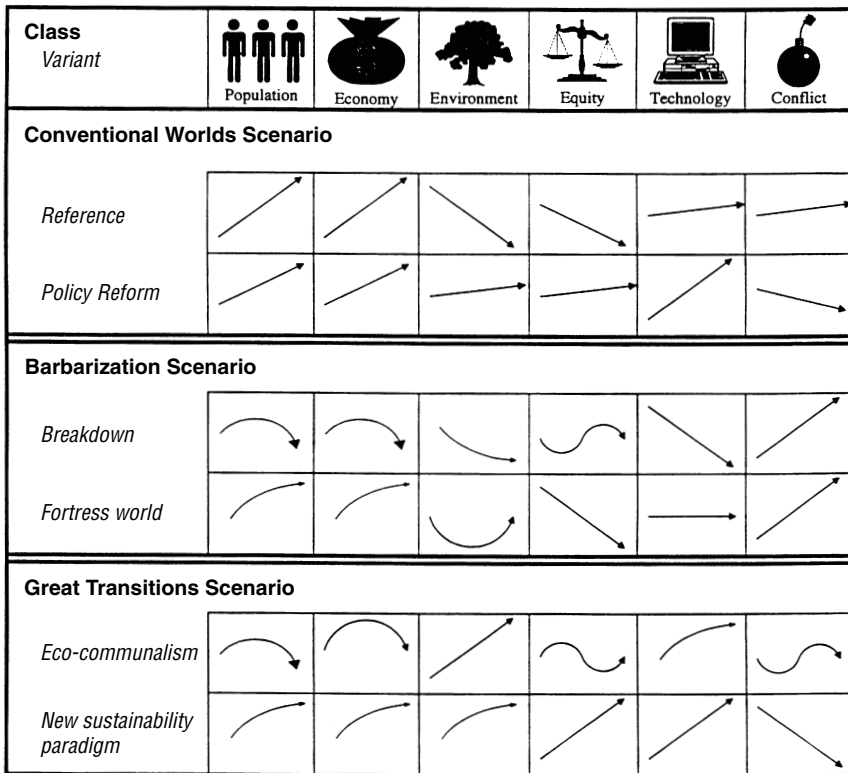 Class
Variant
Population
Economy
Environment
Equity
Technology
Conflict
Conventional Worlds Scenario
Reference
Policy Reform
Barbarization Scenario
Breakdown
Fortress world
Great Transitions Scenario
Eco-communalism
New sustainability
paradigm